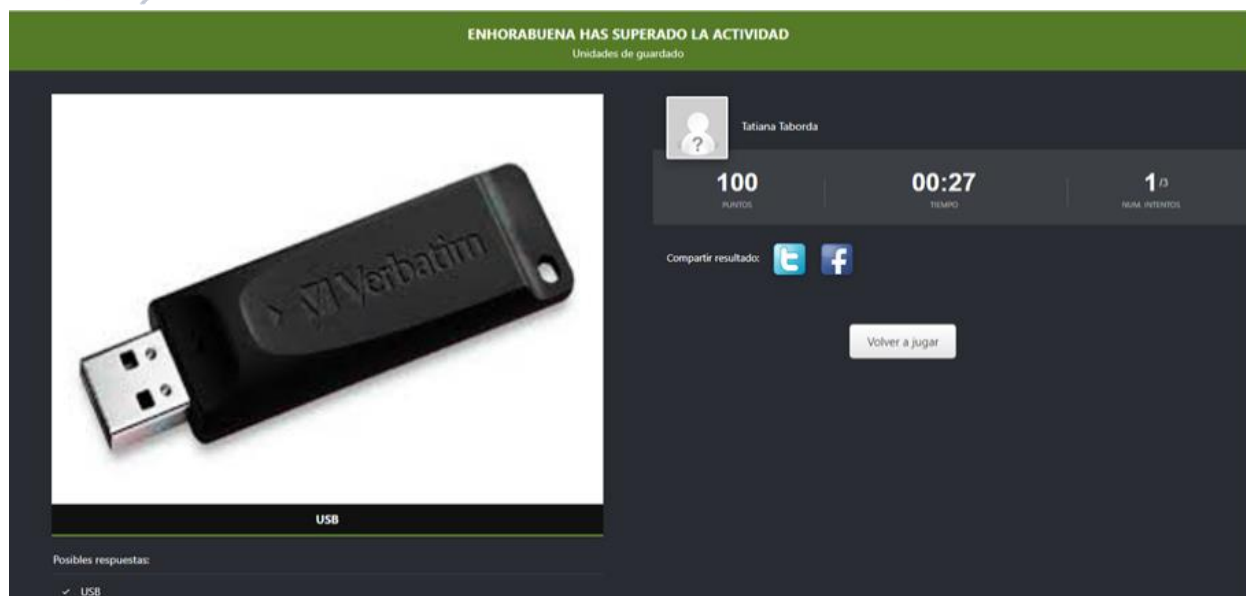 ENHORABUENA HAS SUPERADO LA ACTIVIDAD
Unidades de guardado
Verbatim
USB
Posibles respuestas:
✓ USB
Tatiana Taborda
100
PUNTOS
00:27
TIEMPO
1/3
NUM. INTENTOS
Compartir resultado:
Volver a jugar